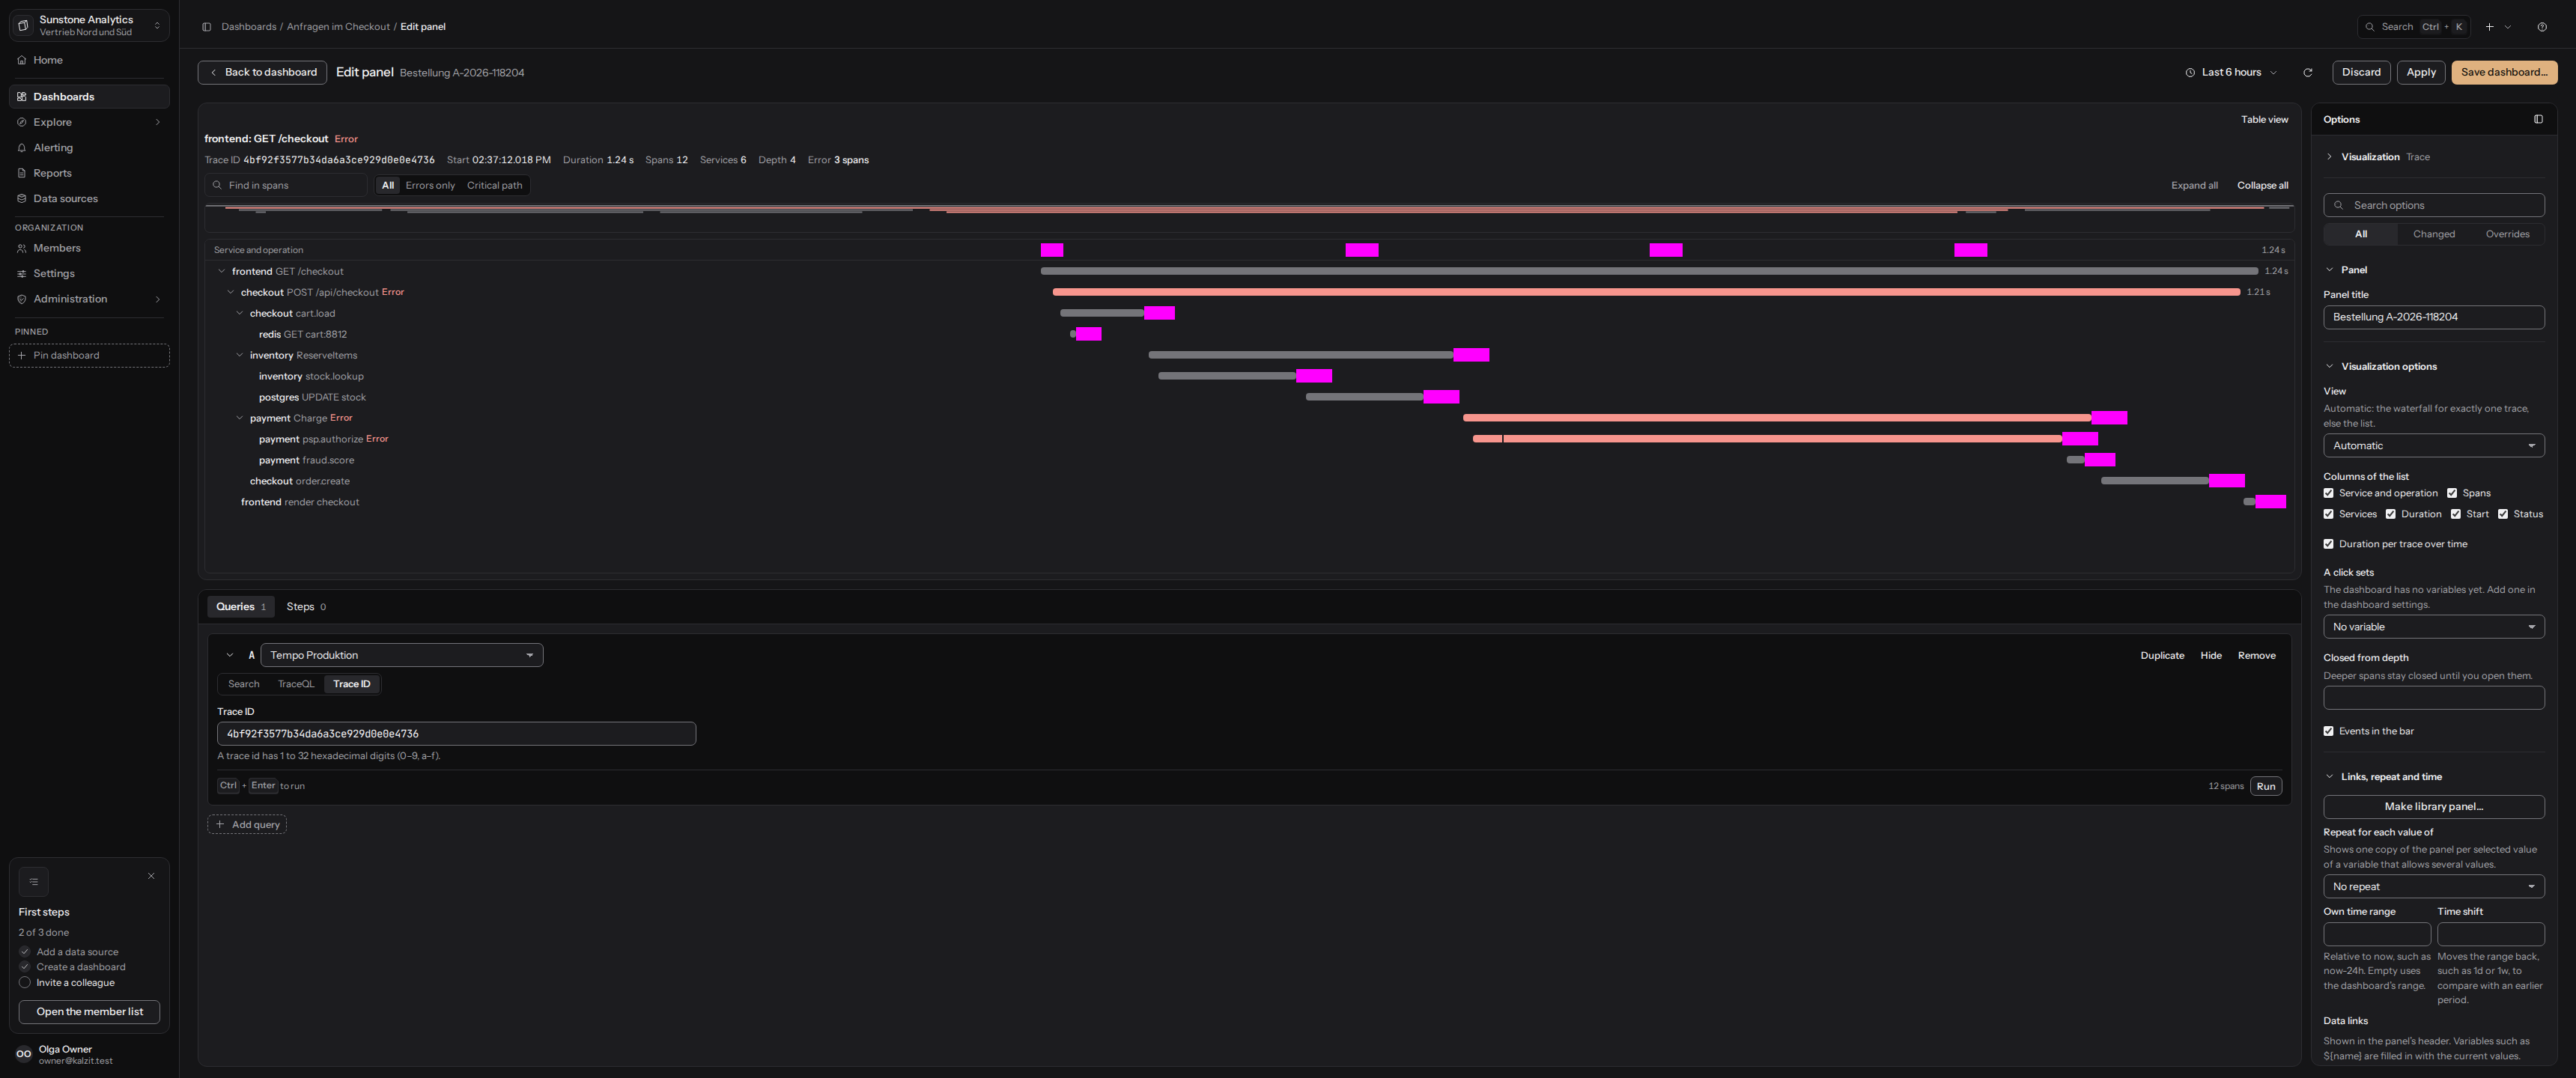 Sunstone Analytics
Vertrieb Nord und Süd
Home
Dashboards
Explore
Alerting
Reports
Data sources
ORGANIZATION
Members
Settings
Administration
PINNED
Pin dashboard
First steps
2 of 3 done
Add a data source
Create a dashboard
Invite a colleague
Open the member list
OO
Olga Owner
owner@kalzit.test
Dashboards / Anfragen im Checkout / Edit panel
Search Ctrl + K
Back to dashboard
Edit panel Bestellung A-2026-118204
Last 6 hours
Discard
Apply
Save dashboard...
Table view
frontend: GET /checkout Error
Trace ID 4bf92f3577b34da6a3ce929d0e0e4736 Start 02:37:12.018 PM Duration 1.24 s Spans 12 Services 6 Depth 4 Error 3 spans
Find in spans
All Errors only Critical path
Expand all Collapse all
Service and operation 1.24 s
frontend GET /checkout 1.24 s
checkout POST /api/checkout Error 1.21 s
checkout cart.load
redis GET cart:8812
inventory ReserveItems
inventory stock.lookup
postgres UPDATE stock
payment Charge Error
payment psp.authorize Error
payment fraud.score
checkout order.create
frontend render checkout
Queries 1 Steps 0
A Tempo Produktion
Duplicate Hide Remove
Search TraceQL Trace ID
Trace ID
4bf92f3577b34da6a3ce929d0e0e4736
A trace id has 1 to 32 hexadecimal digits (0–9, a–f).
Ctrl + Enter to run
12 spans Run
Add query
Options
Visualization Trace
Search options
All Changed Overrides
Panel
Panel title
Bestellung A-2026-118204
Visualization options
View
Automatic: the waterfall for exactly one trace,
else the list.
Automatic
Columns of the list
Service and operation Spans
Services Duration Start Status
Duration per trace over time
A click sets
The dashboard has no variables yet. Add one in
the dashboard settings.
No variable
Closed from depth
Deeper spans stay closed until you open them.
Events in the bar
Links, repeat and time
Make library panel...
Repeat for each value of
Shows one copy of the panel per selected value
of a variable that allows several values.
No repeat
Own time range
Relative to now, such as
now-24h. Empty uses
the dashboard's range.
Time shift
Moves the range back,
such as 1d or 1w, to
compare with an earlier
period.
Data links
Shown in the panel's header. Variables such as
${name} are filled in with the current values.